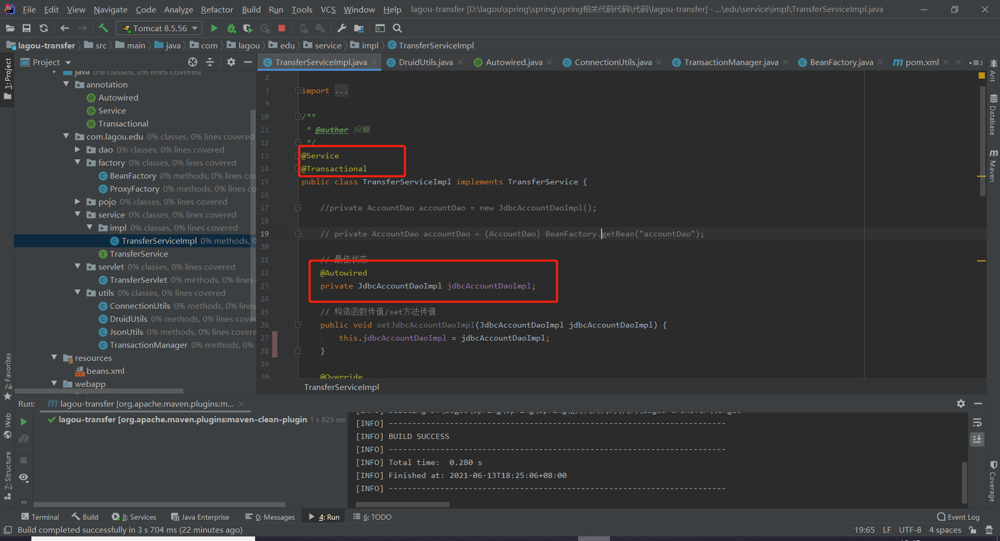 File Edit View Navigate Code Analyze Refactor Build Run Tools VCS Window Help lagou-transfer [D:\lagou\spring\spring\spring相关代码代码\代码\lagou-transfer] - ...\edu\service\impl\TransferServiceImpl.java
Tomcat 8.5.56
lagou-transfer src main java com lagou edu service impl TransferServiceImpl
Project
TransferServiceImpl.java DruidUtils.java Autowired.java ConnectionUtils.java TransactionManager.java BeanFactory.java pom.xml 3
1: Project
2: Favorites
Web
7: Structure
java 0% classes, 0% lines covered
annotation
Autowired
Service
Transactional
com.lagou.edu 0% classes, 0% lines covered
dao 0% classes, 0% lines covered
factory 0% classes, 0% lines covered
BeanFactory 0% methods, 0% lines cov
ProxyFactory 0% methods, 0% lines co
pojo 0% classes, 0% lines covered
service 0% classes, 0% lines covered
impl 0% classes, 0% lines covered
TransferServiceImpl 0% methods, 0
TransferService
servlet 0% classes, 0% lines covered
TransferServlet 0% methods, 0% lines
utils 0% classes, 0% lines covered
ConnectionUtils 0% methods, 0% lines
DruidUtils 0% methods, 0% lines cover
JsonUtils 0% methods, 0% lines covere
TransactionManager 0% methods, 0%
resources
beans.xml
webapp
2
3 import ...
9
10 /**
11 * @author 应癫
12 */
13 @Service
14 @Transactional
15 public class TransferServiceImpl implements TransferService {
16
17 //private AccountDao accountDao = new JdbcAccountDaoImpl();
18
19 // private AccountDao accountDao = (AccountDao) BeanFactory.getBean("accountDao");
20
21 // 最佳状态
22 @Autowired
23 private JdbcAccountDaoImpl jdbcAccountDaoImpl;
24
25 // 构造函数传值/set方法传值
26 public void setJdbcAccountDaoImpl(JdbcAccountDaoImpl jdbcAccountDaoImpl) {
27 this.jdbcAccountDaoImpl = jdbcAccountDaoImpl;
28 }
29
30 @Override
TransferServiceImpl
Ant
Database
Maven
Coverage
Run: lagou-transfer [org.apache.maven.plugins:m...
lagou-transfer [org.apache.maven.plugins:maven-clean-plugin 1 s 823 ms
[INFO] ------------------------------------------------------------------------
[INFO] BUILD SUCCESS
[INFO] ------------------------------------------------------------------------
[INFO] Total time: 0.280 s
[INFO] Finished at: 2021-06-13T18:25:06+08:00
[INFO] ------------------------------------------------------------------------
Terminal Build 8: Services Java Enterprise 0: Messages 4: Run 6: TODO Event Log
Build completed successfully in 3 s 704 ms (22 minutes ago) 19:65 LF UTF-8 4 spaces